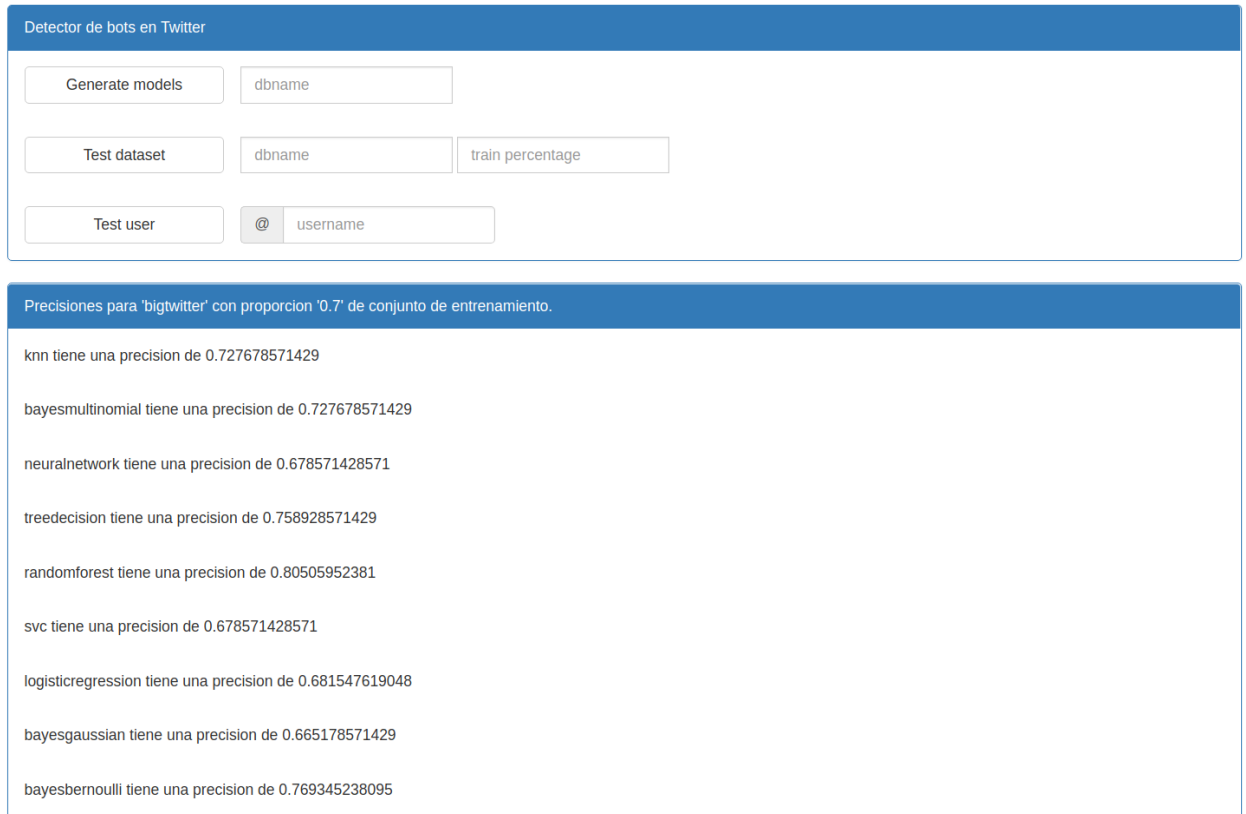 Detector de bots en Twitter
Generate models dbname
Test dataset dbname train percentage
Test user @ username
Precisiones para 'bigtwitter' con proporcion '0.7' de conjunto de entrenamiento.
knn tiene una precision de 0.727678571429
bayesmultinomial tiene una precision de 0.727678571429
neuralnetwork tiene una precision de 0.678571428571
treedecision tiene una precision de 0.758928571429
randomforest tiene una precision de 0.80505952381
svc tiene una precision de 0.678571428571
logisticregression tiene una precision de 0.681547619048
bayesgaussian tiene una precision de 0.665178571429
bayesbernoulli tiene una precision de 0.769345238095